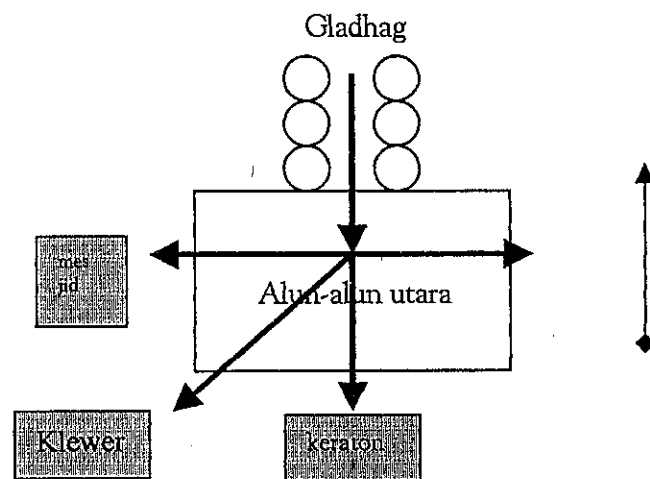 Gladhag
mes
jid
Alun-alun utara
Klewer
keraton